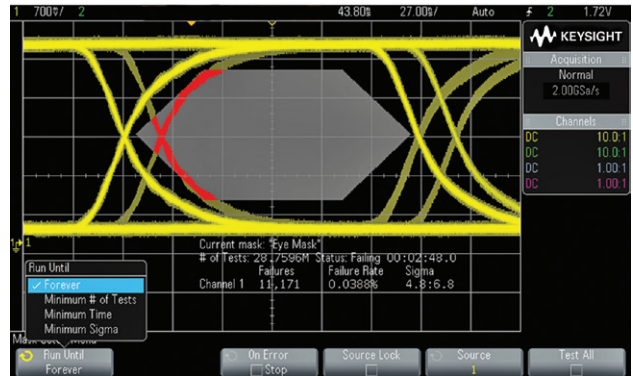 1 700♡/ 2 43.80♡ 27.00♡/ Auto 2 1.72V
KEYSIGHT
Acquisition
Normal
2.00GSa/s
Channels
DC 10.0:1
DC 10.0:1
DC 1.00:1
DC 1.00:1
1
Current mask: "Eye Mask"
# of Tests: 28.7596M Status: Failing 00:02:48.0
Failures Failure Rate Sigma
Channel 1 11,171 0.0388% 4.8:6.8
Run Until
Forever
Minimum # of Tests
Minimum Time
Minimum Sigma
Menu
Run Until
Forever
On Error
Stop
Source Lock
Source
1
Test All